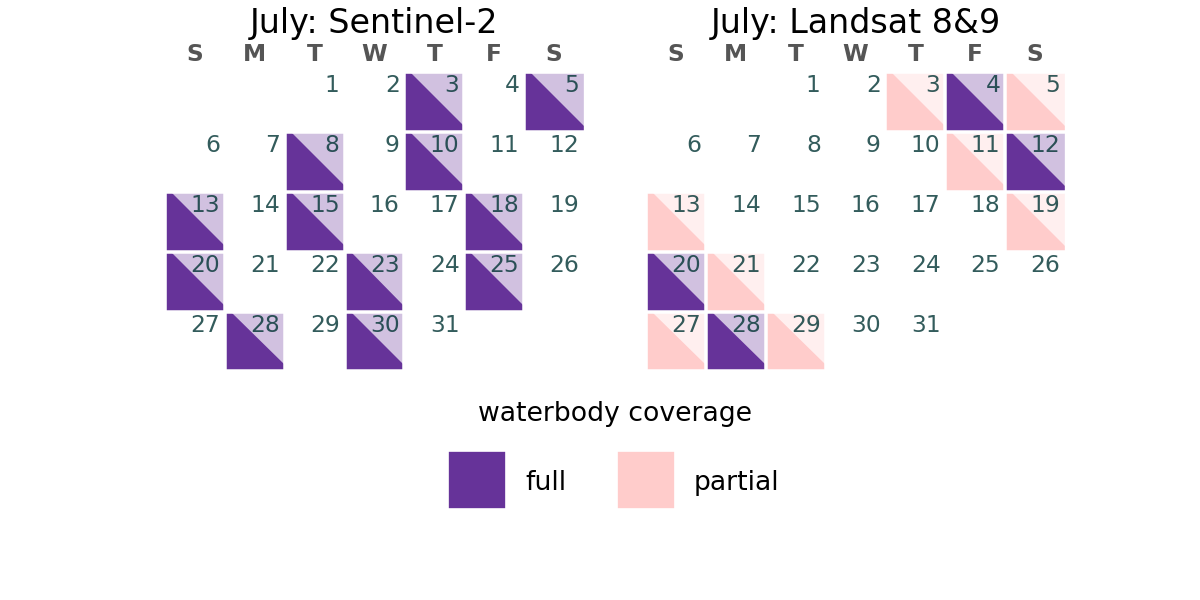 July: Sentinel-2
S M T W T F S
1 2 3 4 5
6 7 8 9 10 11 12
13 14 15 16 17 18 19
20 21 22 23 24 25 26
27 28 29 30 31
July: Landsat 8&9
S M T W T F S
1 2 3 4 5
6 7 8 9 10 11 12
13 14 15 16 17 18 19
20 21 22 23 24 25 26
27 28 29 30 31
waterbody coverage
full partial